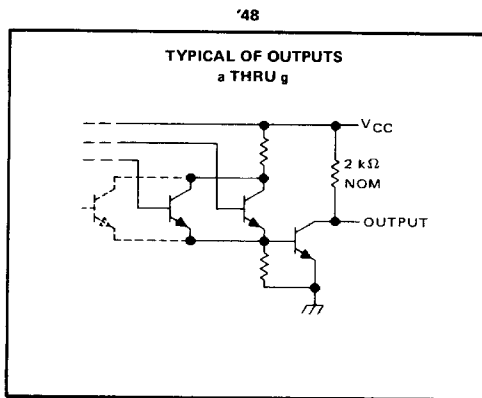 '48
TYPICAL OF OUTPUTS
a THRU g
VCC
2 kΩ
NOM
OUTPUT